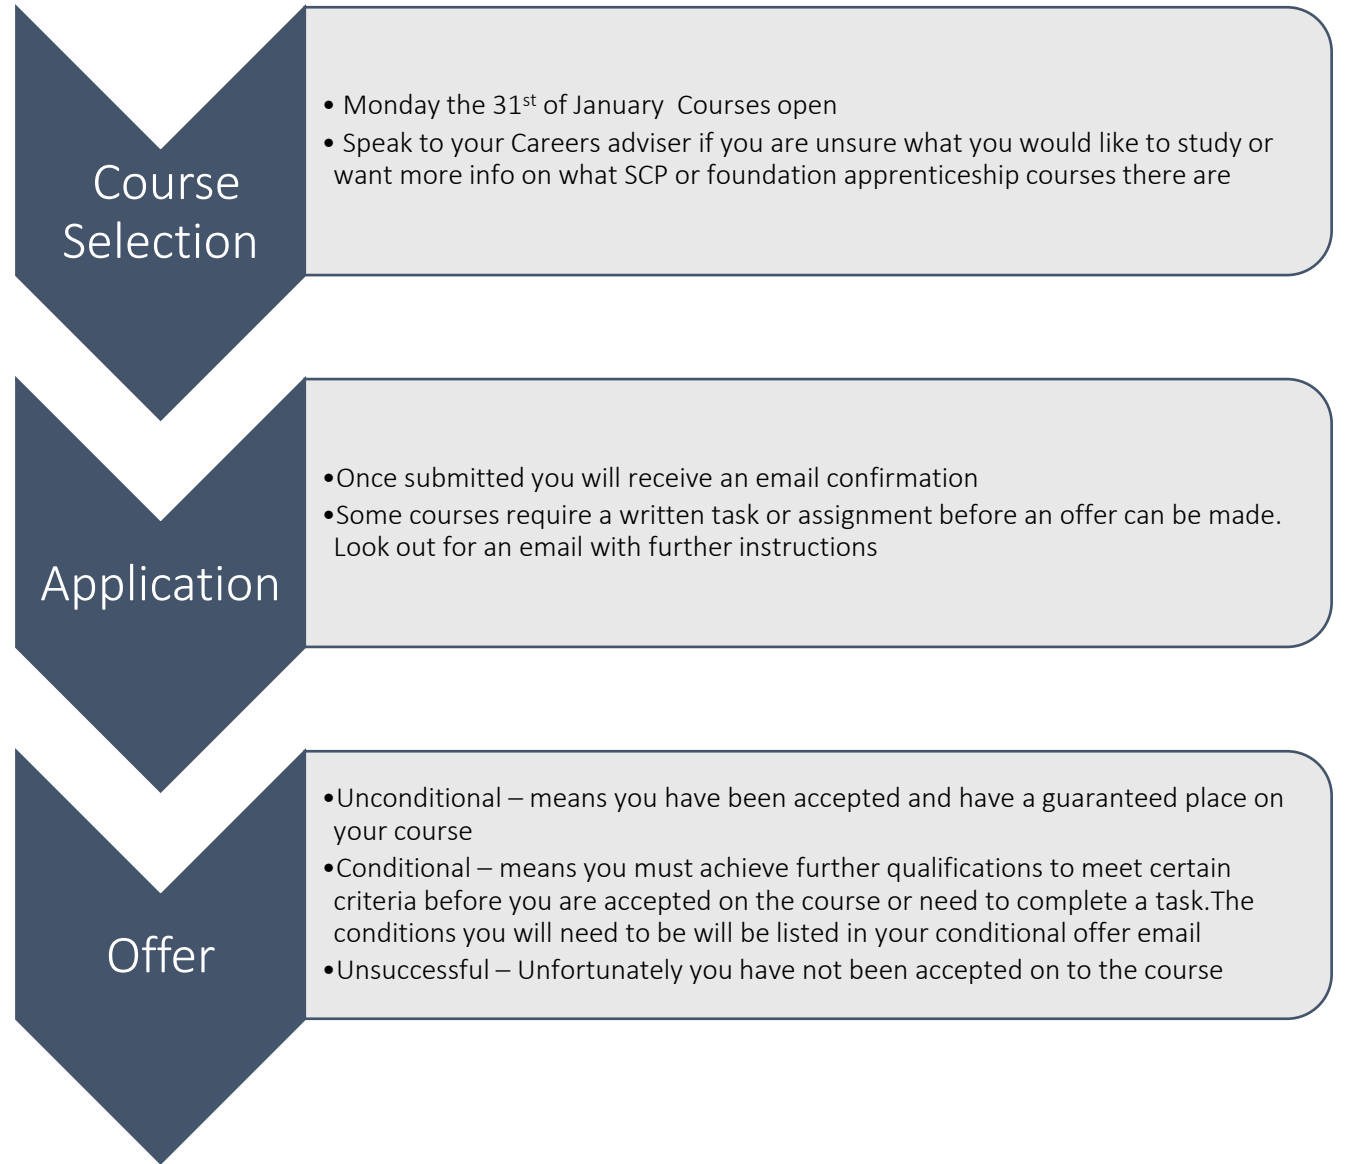 Course
Selection
• Monday the 31st of January  Courses open
• Speak to your Careers adviser if you are unsure what you would like to study or
want more info on what SCP or foundation apprenticeship courses there are
Application
•Once submitted you will receive an email confirmation
•Some courses require a written task or assignment before an offer can be made.
Look out for an email with further instructions
Offer
•Unconditional – means you have been accepted and have a guaranteed place on
your course
•Conditional – means you must achieve further qualifications to meet certain
criteria before you are accepted on the course or need to complete a task.The
conditions you will need to be will be listed in your conditional offer email
•Unsuccessful – Unfortunately you have not been accepted on to the course